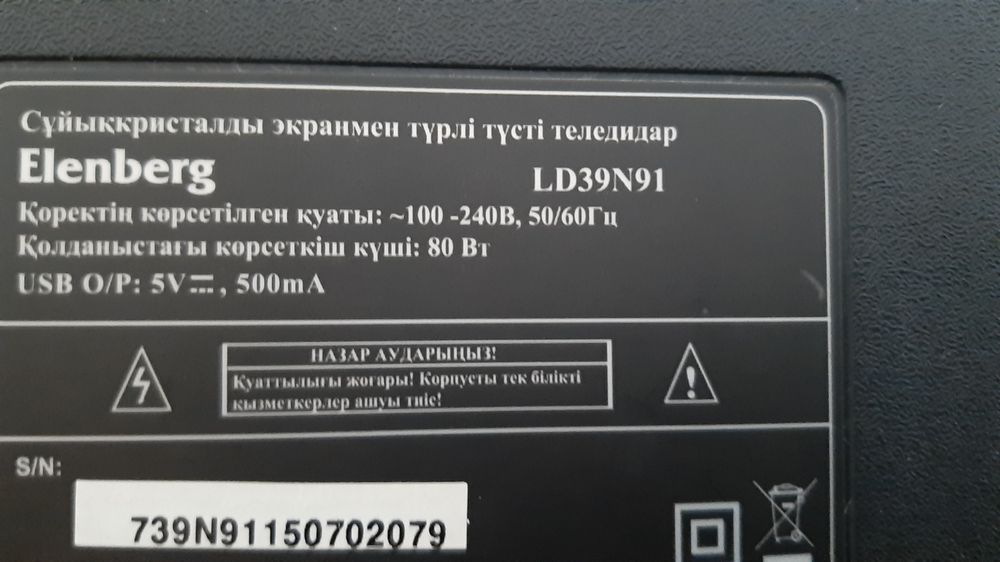 Сұйыққристалды экранмен түрлі түсті теледидар
Elenberg LD39N91
Қоректің көрсетілген қуаты: ~100 -240В, 50/60Гц
Қолданыстағы көрсеткіш күші: 80 Вт
USB O/P: 5V⎓, 500mA
НАЗАР АУДАРЫҢЫЗ!
Қуаттылығы жоғары! Корпусты тек білікті
қызметкерлер ашуы тиіс!
S/N:
739N91150702079